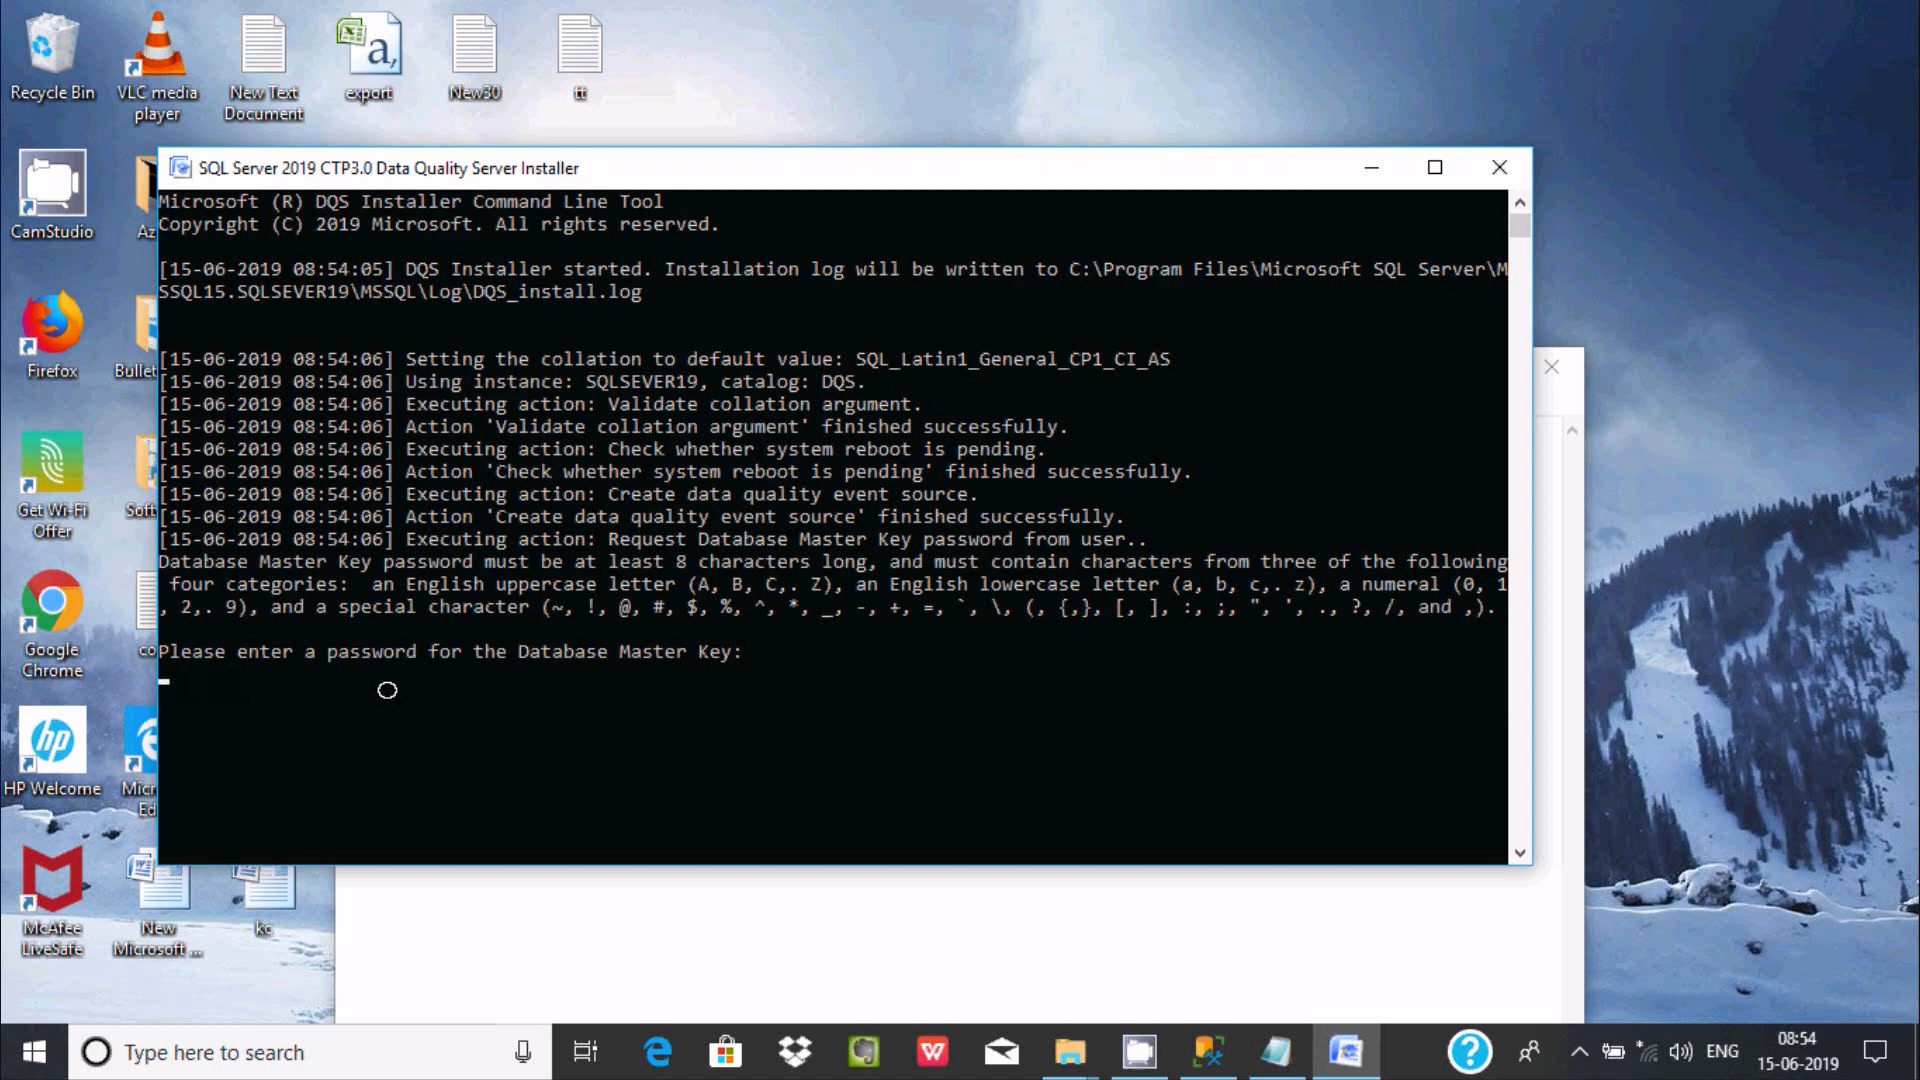 Recycle Bin
VLC media player
New Text Document
export
New30
tt
CamStudio
Az
Firefox
Bullet
Get Wi-Fi Offer
Soft
Google Chrome
co
HP Welcome
Micr
Ed
McAfee LiveSafe
New Microsoft ...
kc
SQL Server 2019 CTP3.0 Data Quality Server Installer
Microsoft (R) DQS Installer Command Line Tool
Copyright (C) 2019 Microsoft. All rights reserved.
[15-06-2019 08:54:05] DQS Installer started. Installation log will be written to C:\Program Files\Microsoft SQL Server\M
SSQL15.SQLSEVER19\MSSQL\Log\DQS_install.log
[15-06-2019 08:54:06] Setting the collation to default value: SQL_Latin1_General_CP1_CI_AS
[15-06-2019 08:54:06] Using instance: SQLSEVER19, catalog: DQS.
[15-06-2019 08:54:06] Executing action: Validate collation argument.
[15-06-2019 08:54:06] Action 'Validate collation argument' finished successfully.
[15-06-2019 08:54:06] Executing action: Check whether system reboot is pending.
[15-06-2019 08:54:06] Action 'Check whether system reboot is pending' finished successfully.
[15-06-2019 08:54:06] Executing action: Create data quality event source.
[15-06-2019 08:54:06] Action 'Create data quality event source' finished successfully.
[15-06-2019 08:54:06] Executing action: Request Database Master Key password from user..
Database Master Key password must be at least 8 characters long, and must contain characters from three of the following
four categories:  an English uppercase letter (A, B, C,. Z), an English lowercase letter (a, b, c,. z), a numeral (0, 1
, 2,. 9), and a special character (~, !, @, #, $, %, ^, *, _, -, +, =, `, \, (, {,}, [, ], :, ;, ", ', ., ?, /, and ,).
Please enter a password for the Database Master Key:
Type here to search
ENG
08:54
15-06-2019